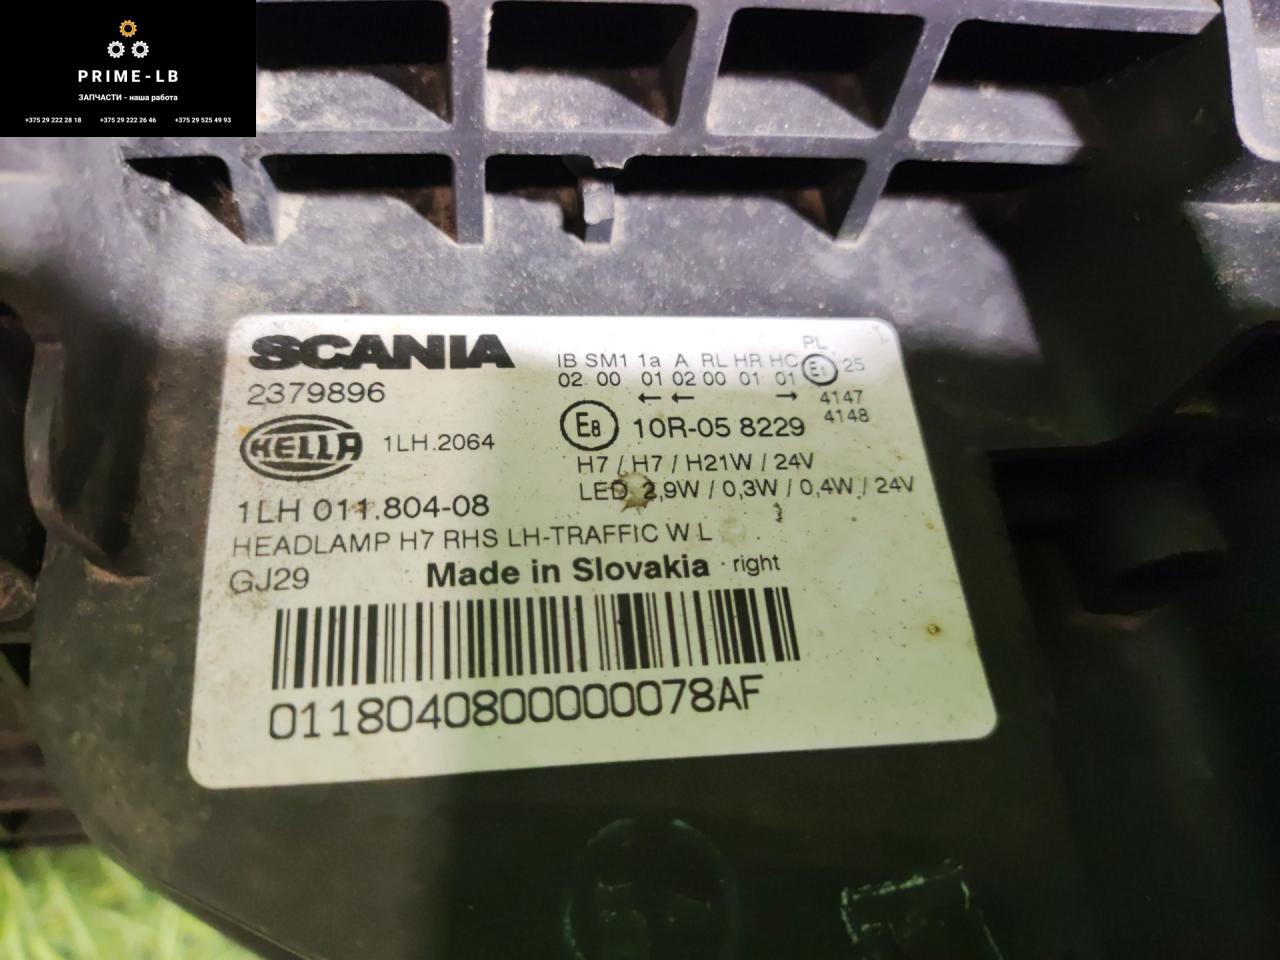 PRIME-LB
ЗАПЧАСТИ - наша работа
+375 29 222 28 18 +375 29 222 26 46 +375 29 525 49 93
SCANIA
2379896
HELLA 1LH.2064
1LH 011.804-08
HEADLAMP H7 RHS LH-TRAFFIC W L
GJ29 Made in Slovakia right
PL
IB SM1 1a A RL HR HC E1 25
02 00 01 02 00 01 01
← ← → 4147
4148
E8 10R-05 8229
H7 / H7 / H21W / 24V
LED 2,9W / 0,3W / 0,4W / 24V
0118040800000078AF